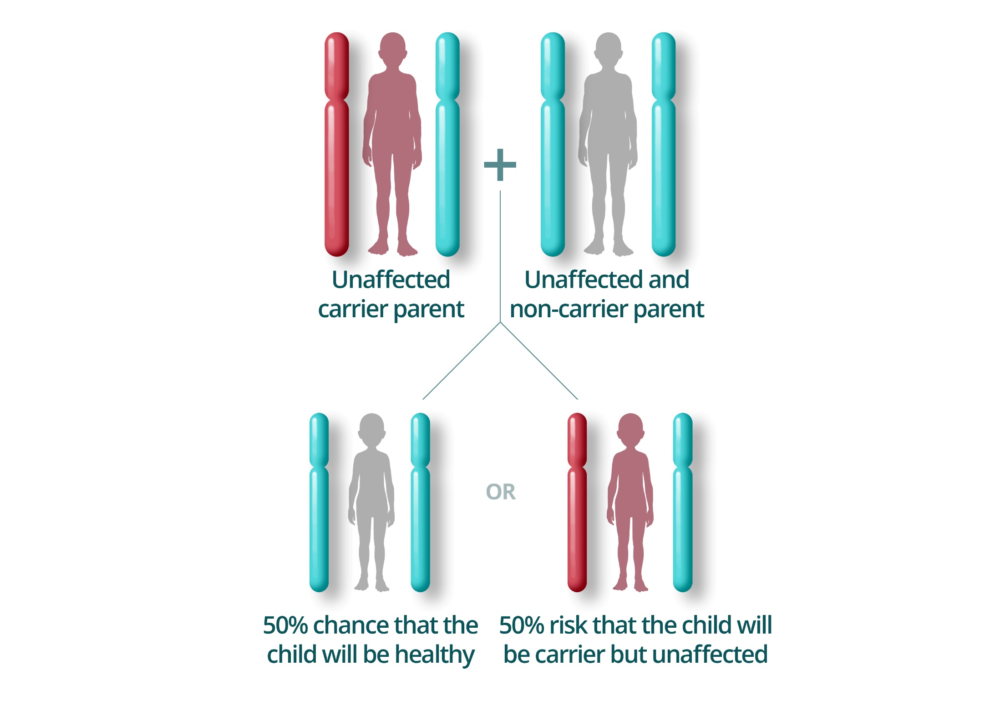 +
Unaffected
carrier parent
Unaffected and
non-carrier parent
OR
50% chance that the
child will be healthy
50% risk that the child will
be carrier but unaffected